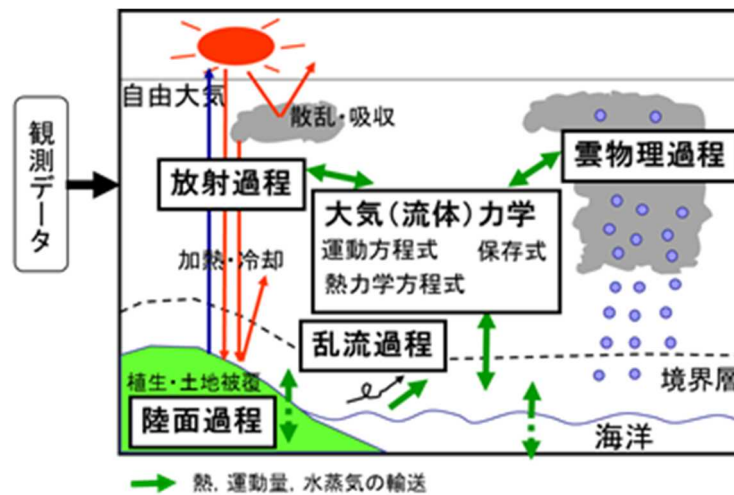 観測データ
自由大気
散乱・吸収
放射過程
雲物理過程
大気(流体)力学
運動方程式 保存式
熱力学方程式
加熱・冷却
乱流過程
境界層
植生・土地被覆
陸面過程
海洋
熱, 運動量, 水蒸気の輸送